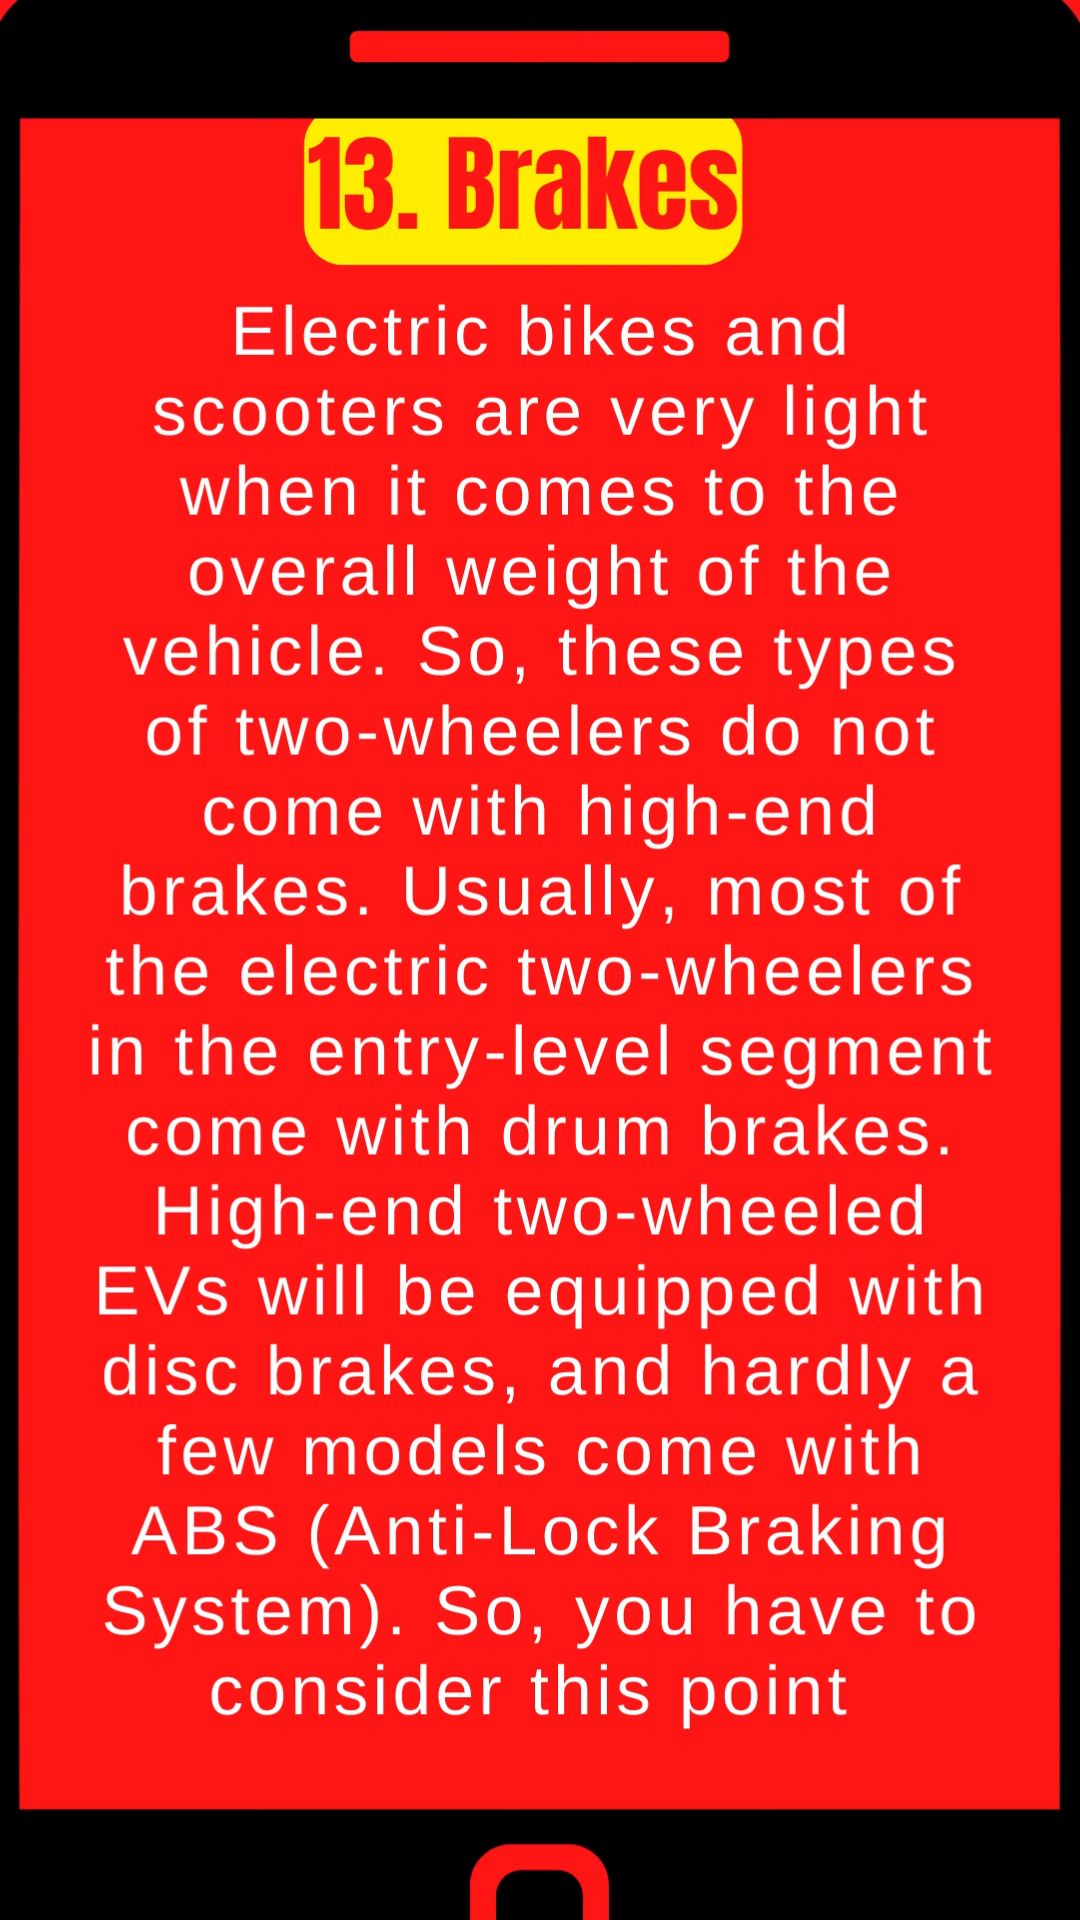 13. Brakes
Electric bikes and
scooters are very light
when it comes to the
overall weight of the
vehicle. So, these types
of two-wheelers do not
come with high-end
brakes. Usually, most of
the electric two-wheelers
in the entry-level segment
come with drum brakes.
High-end two-wheeled
EVs will be equipped with
disc brakes, and hardly a
few models come with
ABS (Anti-Lock Braking
System). So, you have to
consider this point